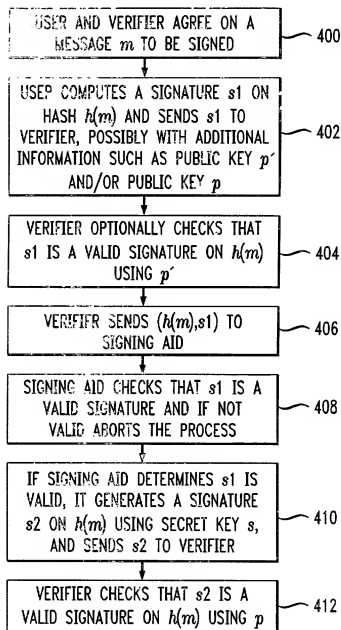 USER AND VERIFIER AGREE ON A
MESSAGE m TO BE SIGNED
400
USER COMPUTES A SIGNATURE s1 ON
HASH h(m) AND SENDS s1 TO
VERIFIER, POSSIBLY WITH ADDITIONAL
INFORMATION SUCH AS PUBLIC KEY p′
AND/OR PUBLIC KEY p
402
VERIFIER OPTIONALLY CHECKS THAT
s1 IS A VALID SIGNATURE ON h(m)
USING p′
404
VERIFIER SENDS (h(m),s1) TO
SIGNING AID
406
SIGNING AID CHECKS THAT s1 IS A
VALID SIGNATURE AND IF NOT
VALID ABORTS THE PROCESS
408
IF SIGNING AID DETERMINES s1 IS
VALID, IT GENERATES A SIGNATURE
s2 ON h(m) USING SECRET KEY s,
AND SENDS s2 TO VERIFIER
410
VERIFIER CHECKS THAT s2 IS A
VALID SIGNATURE ON h(m) USING p
412